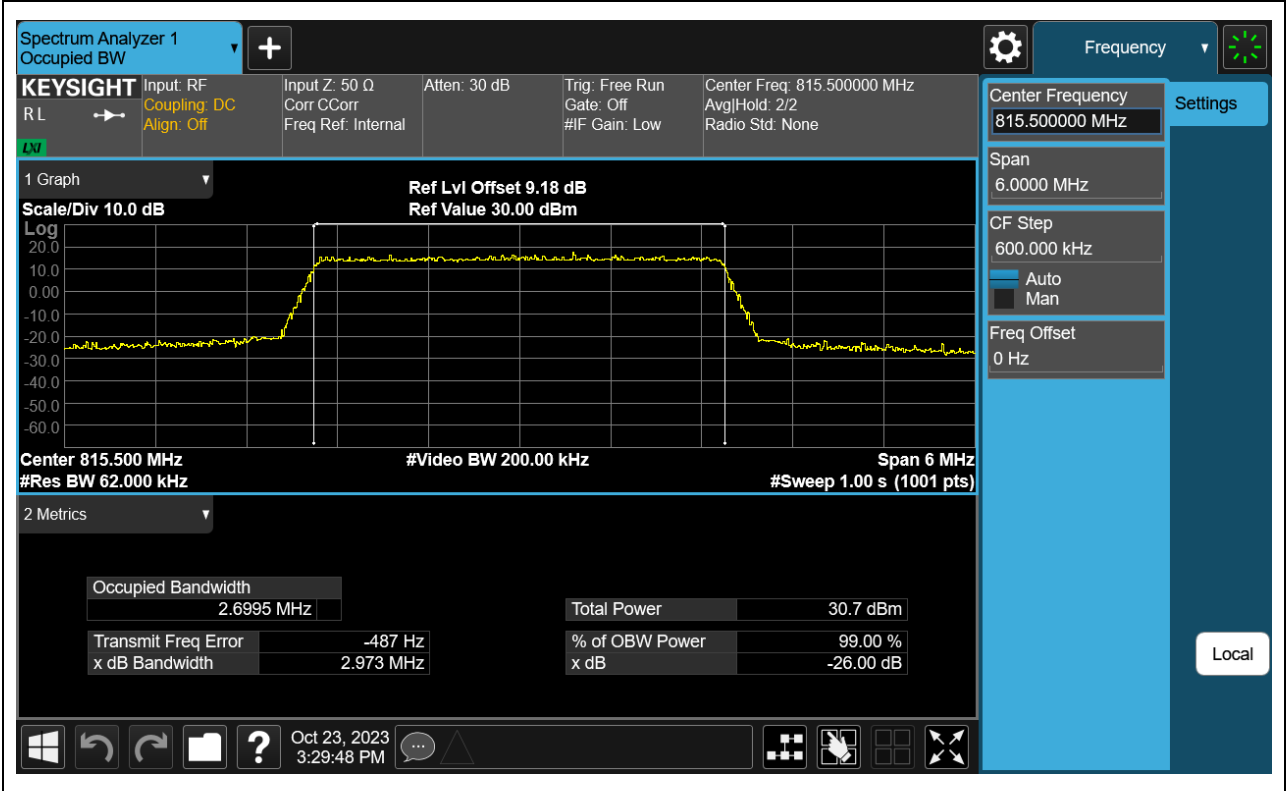 Spectrum Analyzer 1
Occupied BW
Frequency
KEYSIGHT
R L
LXI
Input: RF
Coupling: DC
Align: Off
Input Z: 50 Ω
Corr CCorr
Freq Ref: Internal
Atten: 30 dB
Trig: Free Run
Gate: Off
#IF Gain: Low
Center Freq: 815.500000 MHz
Avg|Hold: 2/2
Radio Std: None
Center Frequency
815.500000 MHz
Settings
Span
6.0000 MHz
CF Step
600.000 kHz
Auto
Man
Freq Offset
0 Hz
Local
1 Graph
Scale/Div 10.0 dB
Ref Lvl Offset 9.18 dB
Ref Value 30.00 dBm
Log
20.0
10.0
0.00
-10.0
-20.0
-30.0
-40.0
-50.0
-60.0
Center 815.500 MHz
#Video BW 200.00 kHz
Span 6 MHz
#Res BW 62.000 kHz
#Sweep 1.00 s (1001 pts)
2 Metrics
Occupied Bandwidth
2.6995 MHz
Total Power 30.7 dBm
Transmit Freq Error -487 Hz
% of OBW Power 99.00 %
x dB Bandwidth 2.973 MHz
x dB -26.00 dB
?
Oct 23, 2023
3:29:48 PM